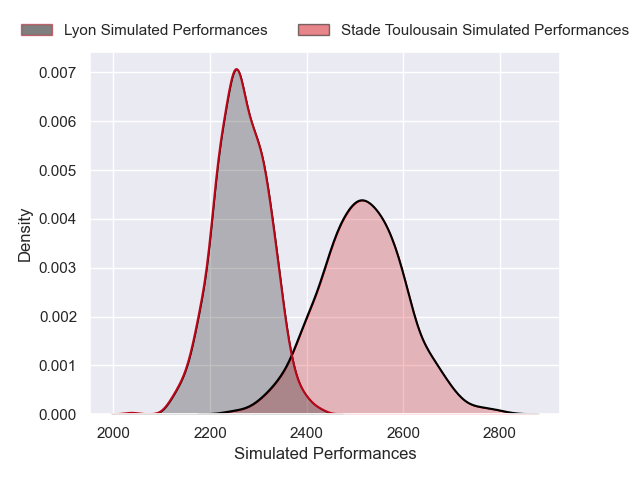 Lyon Simulated Performances
Stade Toulousain Simulated Performances
0.007
0.006
0.005
0.004
0.003
0.002
0.001
0.000
Density
2000 2200 2400 2600 2800
Simulated Performances